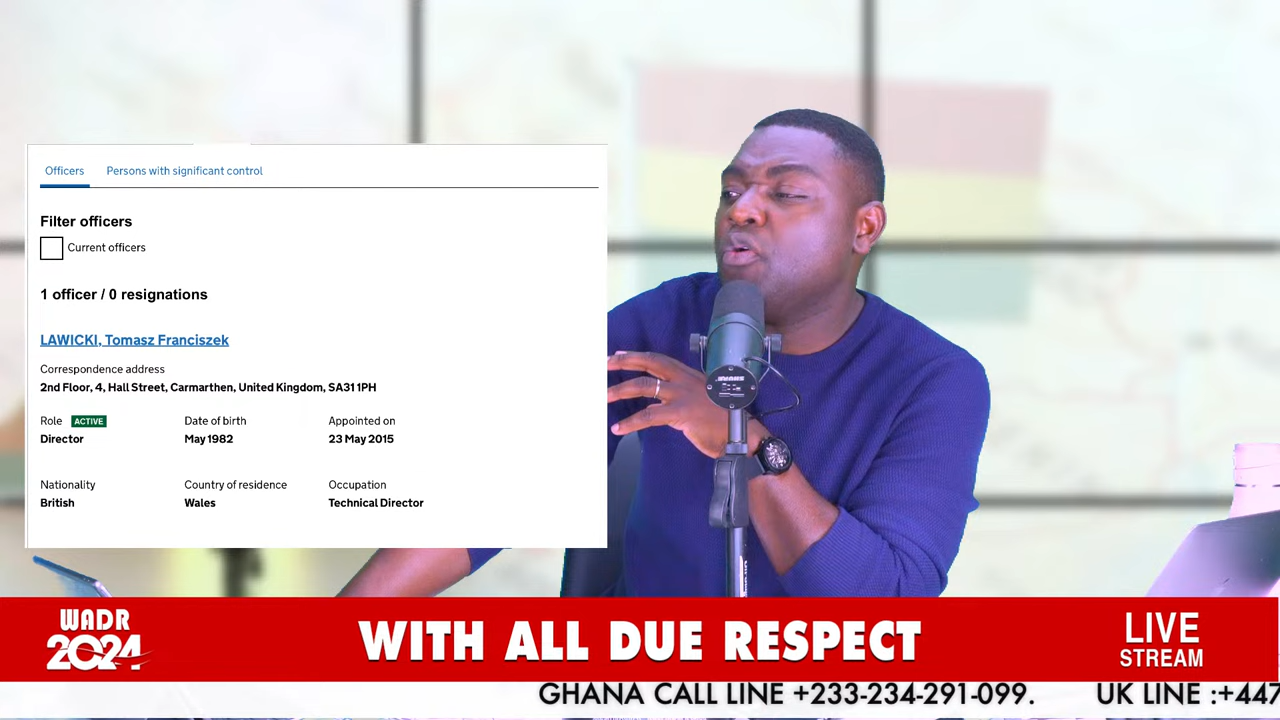 Officers Persons with significant control
Filter officers
Current officers
1 officer / 0 resignations
LAWICKI, Tomasz Franciszek
Correspondence address
2nd Floor, 4, Hall Street, Carmarthen, United Kingdom, SA31 1PH
Role ACTIVE Date of birth Appointed on
Director May 1982 23 May 2015
Nationality Country of residence Occupation
British Wales Technical Director
WADR
2024
WITH ALL DUE RESPECT
LIVE
STREAM
GHANA CALL LINE +233-234-291-099. UK LINE :+447